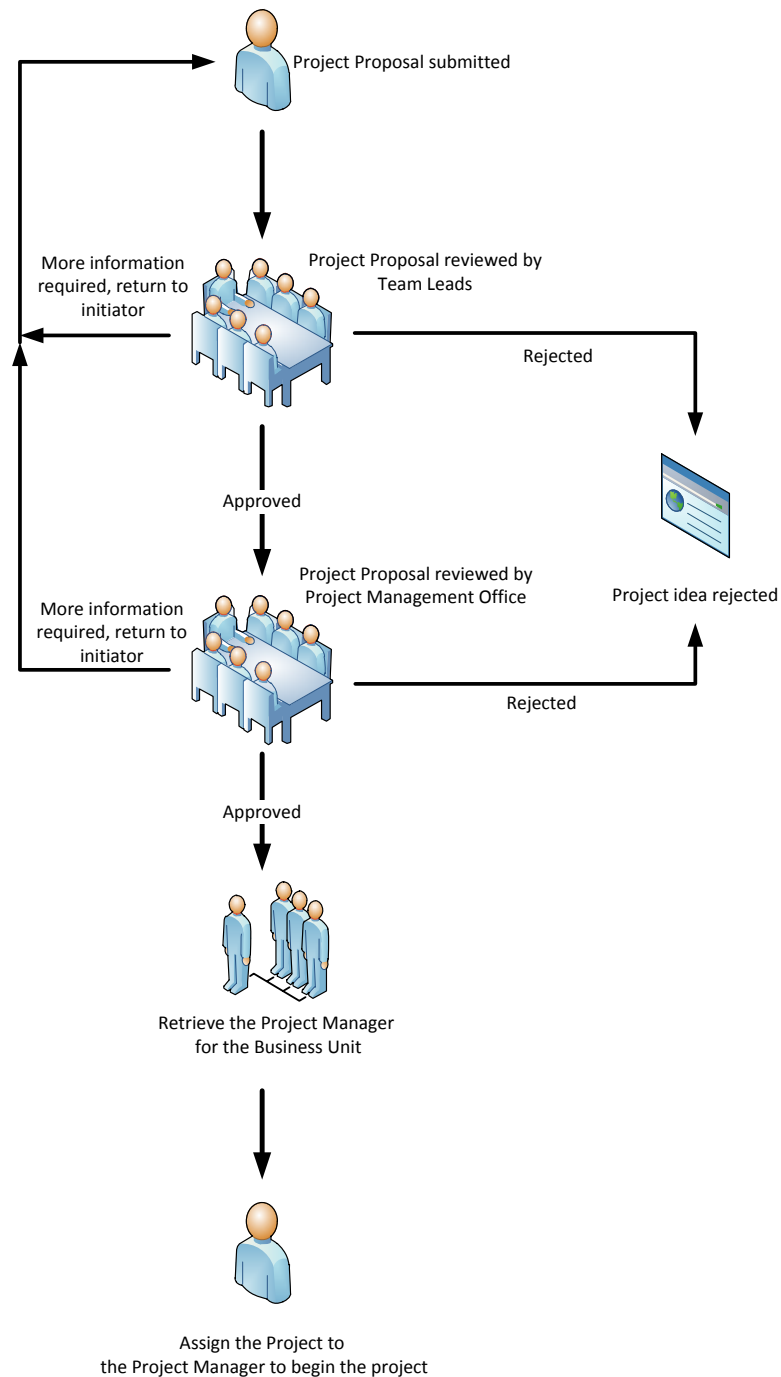 Project Proposal submitted
More information
required, return to
initiator
Project Proposal reviewed by
Team Leads
Rejected
Approved
Project Proposal reviewed by
Project Management Office
More information
required, return to
initiator
Project idea rejected
Rejected
Approved
Retrieve the Project Manager
for the Business Unit
Assign the Project to
the Project Manager to begin the project